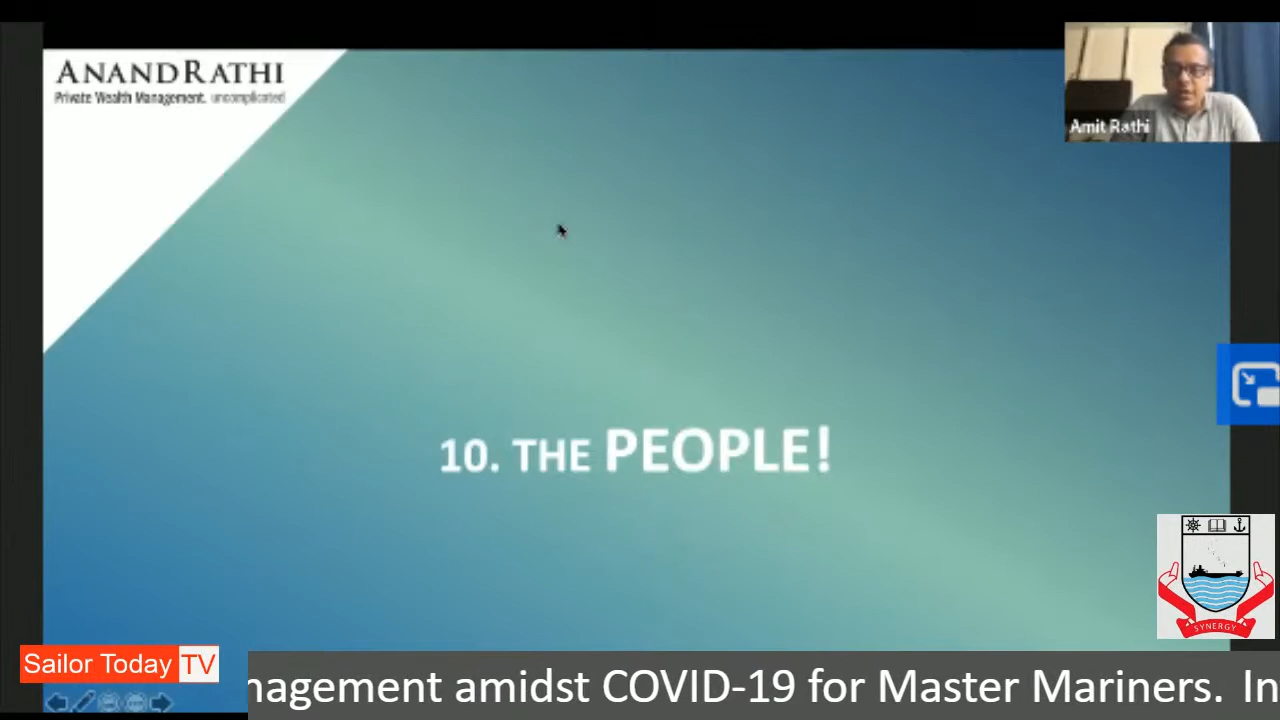 ANANDRATHI
Private Wealth Management. uncomplicated
Amit Rathi
10. THE PEOPLE!
SYNERGY
Sailor Today TV
nagement amidst COVID-19 for Master Mariners. In